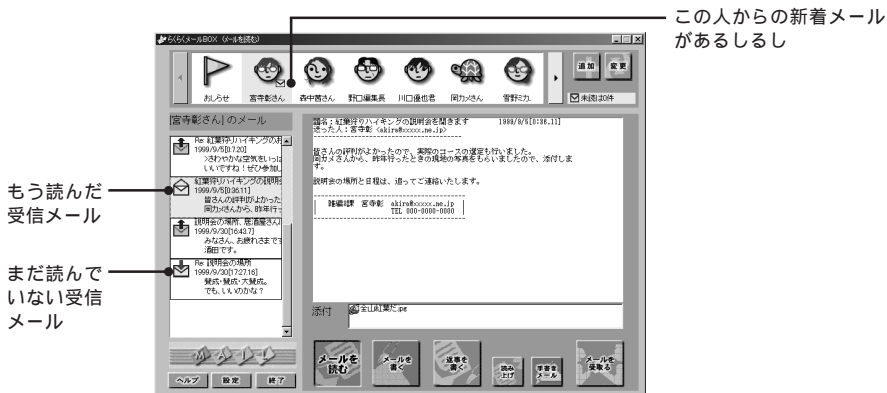 この人からの新着メール
があるしるし
らくらくメールBOX (メールを読む)
おしらせ
宮寺彰さん
森中茜さん
野口編集長
川口優也君
岡カメさん
雪野ミカ
追加
変更
未読は0件
宮寺彰さん] のメール
Re: 紅葉狩りハイキングのお
1999/9/5[0:7.20]
>さわやかな空気をいっぱ
いいですね！ぜひ参加し
紅葉狩りハイキングの説明会
1999/9/5[0:36.11]
皆さんの評判がよかった
岡カメさんから、昨年行っ
説明会の場所、居酒屋さん
1999/9/30[16:43.7]
みなさん、お疲れさまです
酒田です。
Re: 説明会の場所
1999/9/30[17:27.16]
賛成・賛成・大賛成。
でも、いいのかな？
もう読んだ
受信メール
まだ読んで
いない受信
メール
題名：紅葉狩りハイキングの説明会を開きます 1999/9/5[0:36.11]
送った人：宮寺彰 <akira@xxxxx.ne.jp>
皆さんの評判がよかったので、実際のコースの選定も行いました。
岡カメさんから、昨年行ったときの現地の写真をもらいましたので、添付しま
す。
説明会の場所と日程は、追ってご連絡いたします。
雑編課 宮寺彰 akira@xxxxx.ne.jp
TEL 000-0000-0000
添付
全山紅葉だ.jpg
MAIL
ヘルプ
設定
終了
メールを
読む
メールを
書く
返事を
書く
読み
上げ
手書き
メール
メールを
受取る